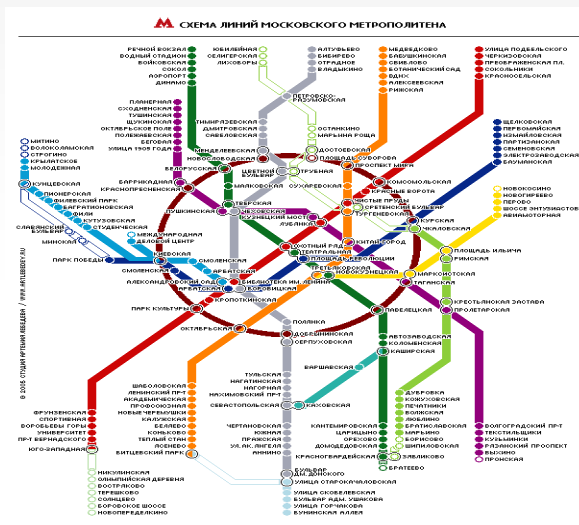 СХЕМА ЛИНИЙ МОСКОВСКОГО МЕТРОПОЛИТЕНА
РЕЧНОЙ ВОКЗАЛ
ВОДНЫЙ СТАДИОН
ВОЙКОВСКАЯ
СОКОЛ
АЭРОПОРТ
ДИНАМО
ЮБИЛЕЙНАЯ
СЕЛИГЕРСКАЯ
ЛИХОБОРЫ
АЛТУФЬЕВО
БИБИРЕВО
ОТРАДНОЕ
ВЛАДЫКИНО
МЕДВЕДКОВО
БАБУШКИНСКАЯ
СВИБЛОВО
БОТАНИЧЕСКИЙ САД
ВДНХ
АЛЕКСЕЕВСКАЯ
РИЖСКАЯ
УЛИЦА ПОДБЕЛЬСКОГО
ЧЕРКИЗОВСКАЯ
ПРЕОБРАЖЕНСКАЯ ПЛ.
СОКОЛЬНИКИ
КРАСНОСЕЛЬСКАЯ
ПЕТРОВСКО-
РАЗУМОВСКАЯ
ПЛАНЕРНАЯ
СХОДНЕНСКАЯ
ТУШИНСКАЯ
ЩУКИНСКАЯ
ОКТЯБРЬСКОЕ ПОЛЕ
ПОЛЕЖАЕВСКАЯ
БЕГОВАЯ
УЛИЦА 1905 ГОДА
ТИМИРЯЗЕВСКАЯ
ДМИТРОВСКАЯ
САВЕЛОВСКАЯ
ОСТАНКИНО
МАРЬИНА РОЩА
ЩЕЛКОВСКАЯ
ПЕРВОМАЙСКАЯ
ИЗМАЙЛОВСКАЯ
ПАРТИЗАНСКАЯ
СЕМЕНОВСКАЯ
ЭЛЕКТРОЗАВОДСКАЯ
БАУМАНСКАЯ
МЕНДЕЛЕЕВСКАЯ
НОВОСЛОБОДСКАЯ
ДОСТОЕВСКАЯ
ПЛОЩАДЬ СУВОРОВА
ПРОСПЕКТ МИРА
МИТИНО
ВОЛОКОЛАМСКАЯ
СТРОГИНО
КРЫЛАТСКОЕ
МОЛОДЕЖНАЯ
БЕЛОРУССКАЯ
ЦВЕТНОЙ
БУЛЬВАР
ТРУБНАЯ
СУХАРЕВСКАЯ
КОМСОМОЛЬСКАЯ
КРАСНЫЕ ВОРОТА
КУНЦЕВСКАЯ
ПИОНЕРСКАЯ
ФИЛЕВСКИЙ ПАРК
БАГРАТИОНОВСКАЯ
ФИЛИ
КУТУЗОВСКАЯ
СТУДЕНЧЕСКАЯ
БАРРИКАДНАЯ
КРАСНОПРЕСНЕНСКАЯ
МАЯКОВСКАЯ
ТВЕРСКАЯ
ПУШКИНСКАЯ
ЧЕХОВСКАЯ
КУЗНЕЦКИЙ МОСТ
ЛУБЯНКА
ЧИСТЫЕ ПРУДЫ
СРЕТЕНСКИЙ БУЛЬВАР
ТУРГЕНЕВСКАЯ
КУРСКАЯ
ЧКАЛОВСКАЯ
НОВОКОСИНО
НОВОГИРЕЕВО
ПЕРОВО
ШОССЕ ЭНТУЗИАСТОВ
АВИАМОТОРНАЯ
СЛАВЯНСКИЙ
БУЛЬВАР
МИНСКАЯ
ПАРК ПОБЕДЫ
МЕЖДУНАРОДНАЯ
ДЕЛОВОЙ ЦЕНТР
КИЕВСКАЯ
СМОЛЕНСКАЯ
СМОЛЕНСКАЯ
АРБАТСКАЯ
АЛЕКСАНДРОВСКИЙ САД
АРБАТСКАЯ
БИБЛИОТЕКА ИМ. ЛЕНИНА
БОРОВИЦКАЯ
ОХОТНЫЙ РЯД
ТЕАТРАЛЬНАЯ
ПЛОЩАДЬ РЕВОЛЮЦИИ
КИТАЙ-ГОРОД
ТРЕТЬЯКОВСКАЯ
НОВОКУЗНЕЦКАЯ
ПЛОЩАДЬ ИЛЬИЧА
РИМСКАЯ
МАРКСИСТСКАЯ
ТАГАНСКАЯ
КРОПОТКИНСКАЯ
ПАРК КУЛЬТУРЫ
ОКТЯБРЬСКАЯ
ПОЛЯНКА
ДОБРЫНИНСКАЯ
СЕРПУХОВСКАЯ
ПАВЕЛЕЦКАЯ
КРЕСТЬЯНСКАЯ ЗАСТАВА
ПРОЛЕТАРСКАЯ
АВТОЗАВОДСКАЯ
КОЛОМЕНСКАЯ
КАШИРСКАЯ
ВАРШАВСКАЯ
КАХОВСКАЯ
СЕВАСТОПОЛЬСКАЯ
ТУЛЬСКАЯ
НАГАТИНСКАЯ
НАГОРНАЯ
НАХИМОВСКИЙ ПР-Т
ШАБОЛОВСКАЯ
ЛЕНИНСКИЙ ПР-Т
АКАДЕМИЧЕСКАЯ
ПРОФСОЮЗНАЯ
НОВЫЕ ЧЕРЕМУШКИ
КАЛУЖСКАЯ
БЕЛЯЕВО
КОНЬКОВО
ТЕПЛЫЙ СТАН
ЯСЕНЕВО
БИТЦЕВСКИЙ ПАРК
ФРУНЗЕНСКАЯ
СПОРТИВНАЯ
ВОРОБЬЕВЫ ГОРЫ
УНИВЕРСИТЕТ
ПР-Т ВЕРНАДСКОГО
ЮГО-ЗАПАДНАЯ
НИКУЛИНСКАЯ
ОЛИМПИЙСКАЯ ДЕРЕВНЯ
ВОСТРЯКОВО
ТЕРЕШКОВО
СОЛНЦЕВО
БОРОВСКОЕ ШОССЕ
НОВОПЕРЕДЕЛКИНО
ЧЕРТАНОВСКАЯ
ЮЖНАЯ
ПРАЖСКАЯ
УЛ. АК. ЯНГЕЛЯ
АННИНО
БУЛЬВАР
ДМ. ДОНСКОГО
УЛИЦА СТАРОКАЧАЛОВСКАЯ
УЛИЦА СКОБЕЛЕВСКАЯ
БУЛЬВАР АДМ. УШАКОВА
УЛИЦА ГОРЧАКОВА
БУНИНСКАЯ АЛЛЕЯ
КАНТЕМИРОВСКАЯ
ЦАРИЦЫНО
ОРЕХОВО
ДОМОДЕДОВСКАЯ
КРАСНОГВАРДЕЙСКАЯ
БРАТЕЕВО
ДУБРОВКА
КОЖУХОВСКАЯ
ПЕЧАТНИКИ
ВОЛЖСКАЯ
ЛЮБЛИНО
БРАТИСЛАВСКАЯ
МАРЬИНО
БОРИСОВО
ШИПИЛОВСКАЯ
ЗЯБЛИКОВО
ВОЛГОГРАДСКИЙ ПР-Т
ТЕКСТИЛЬЩИКИ
КУЗЬМИНКИ
РЯЗАНСКИЙ ПРОСПЕКТ
ВЫХИНО
ПРОНСКАЯ
© 2005 СТУДИЯ АРТЕМИЯ ЛЕБЕДЕВА / WWW.ARTLEBEDEV.RU